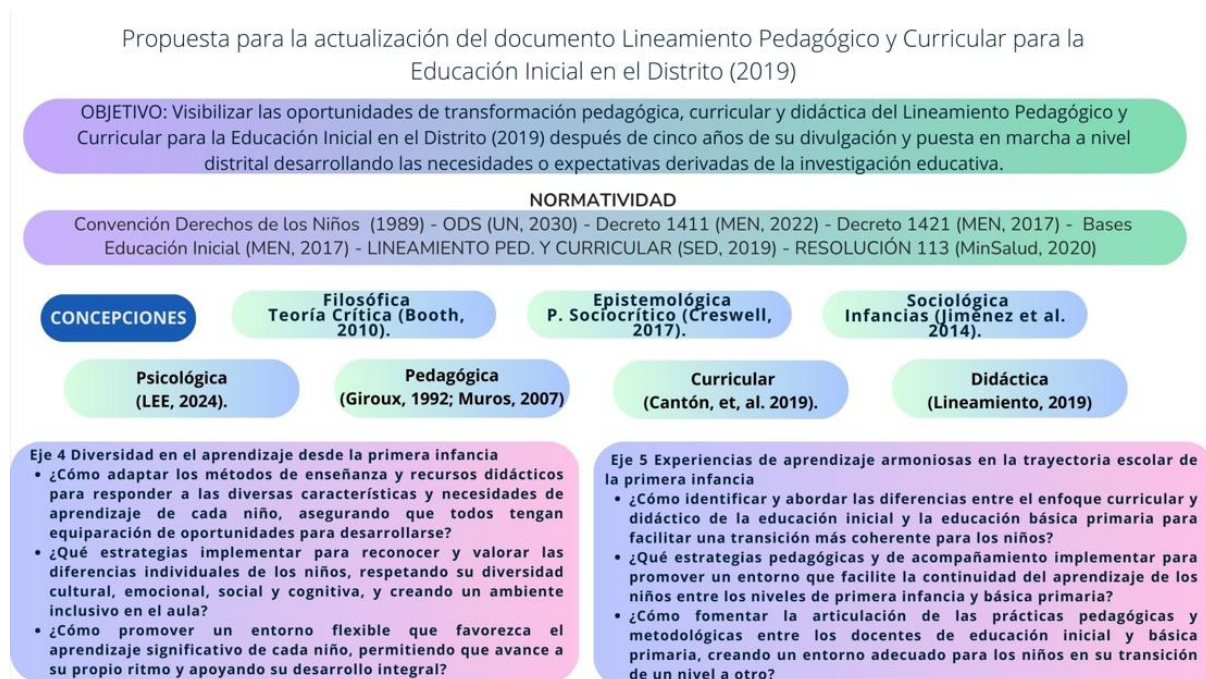 Propuesta para la actualización del documento Lineamiento Pedagógico y Curricular para la
Educación Inicial en el Distrito (2019)
OBJETIVO: Visibilizar las oportunidades de transformación pedagógica, curricular y didáctica del Lineamiento Pedagógico y
Curricular para la Educación Inicial en el Distrito (2019) después de cinco años de su divulgación y puesta en marcha a nivel
distrital desarrollando las necesidades o expectativas derivadas de la investigación educativa.
NORMATIVIDAD
Convención Derechos de los Niños (1989) - ODS (UN, 2030) - Decreto 1411 (MEN, 2022) - Decreto 1421 (MEN, 2017) - Bases
Educación Inicial (MEN, 2017) - LINEAMIENTO PED. Y CURRICULAR (SED, 2019) - RESOLUCIÓN 113 (MinSalud, 2020)
CONCEPCIONES
Filosófica
Teoría Crítica (Booth,
2010).
Epistemológica
P. Sociocrítico (Creswell,
2017).
Sociológica
Infancias (Jiménez et al.
2014).
Psicológica
(LEE, 2024).
Pedagógica
(Giroux, 1992; Muros, 2007)
Curricular
(Cantón, et, al. 2019).
Didáctica
(Lineamiento, 2019)
Eje 4 Diversidad en el aprendizaje desde la primera infancia
• ¿Cómo adaptar los métodos de enseñanza y recursos didácticos
para responder a las diversas características y necesidades de
aprendizaje de cada niño, asegurando que todos tengan
equiparación de oportunidades para desarrollarse?
• ¿Qué estrategias implementar para reconocer y valorar las
diferencias individuales de los niños, respetando su diversidad
cultural, emocional, social y cognitiva, y creando un ambiente
inclusivo en el aula?
• ¿Cómo promover un entorno flexible que favorezca el
aprendizaje significativo de cada niño, permitiendo que avance a
su propio ritmo y apoyando su desarrollo integral?
Eje 5 Experiencias de aprendizaje armoniosas en la trayectoria escolar de
la primera infancia
• ¿Cómo identificar y abordar las diferencias entre el enfoque curricular y
didáctico de la educación inicial y la educación básica primaria para
facilitar una transición más coherente para los niños?
• ¿Qué estrategias pedagógicas y de acompañamiento implementar para
promover un entorno que facilite la continuidad del aprendizaje de los
niños entre los niveles de primera infancia y básica primaria?
• ¿Cómo fomentar la articulación de las prácticas pedagógicas y
metodológicas entre los docentes de educación inicial y básica
primaria, creando un entorno adecuado para los niños en su transición
de un nivel a otro?